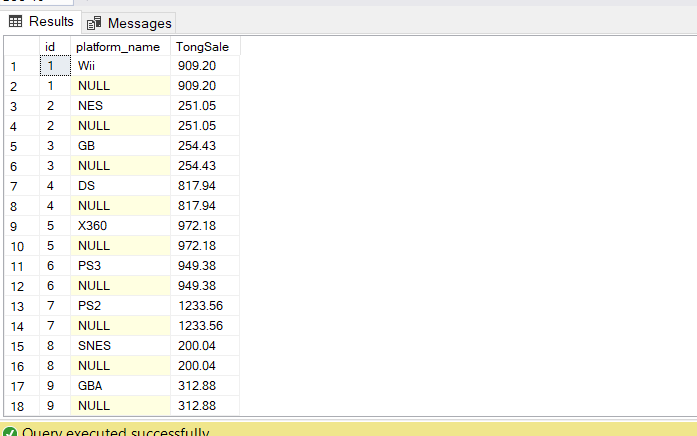 Results Messages
id platform_name TongSale
1 1 Wii 909.20
2 1 NULL 909.20
3 2 NES 251.05
4 2 NULL 251.05
5 3 GB 254.43
6 3 NULL 254.43
7 4 DS 817.94
8 4 NULL 817.94
9 5 X360 972.18
10 5 NULL 972.18
11 6 PS3 949.38
12 6 NULL 949.38
13 7 PS2 1233.56
14 7 NULL 1233.56
15 8 SNES 200.04
16 8 NULL 200.04
17 9 GBA 312.88
18 9 NULL 312.88
Query executed successfully